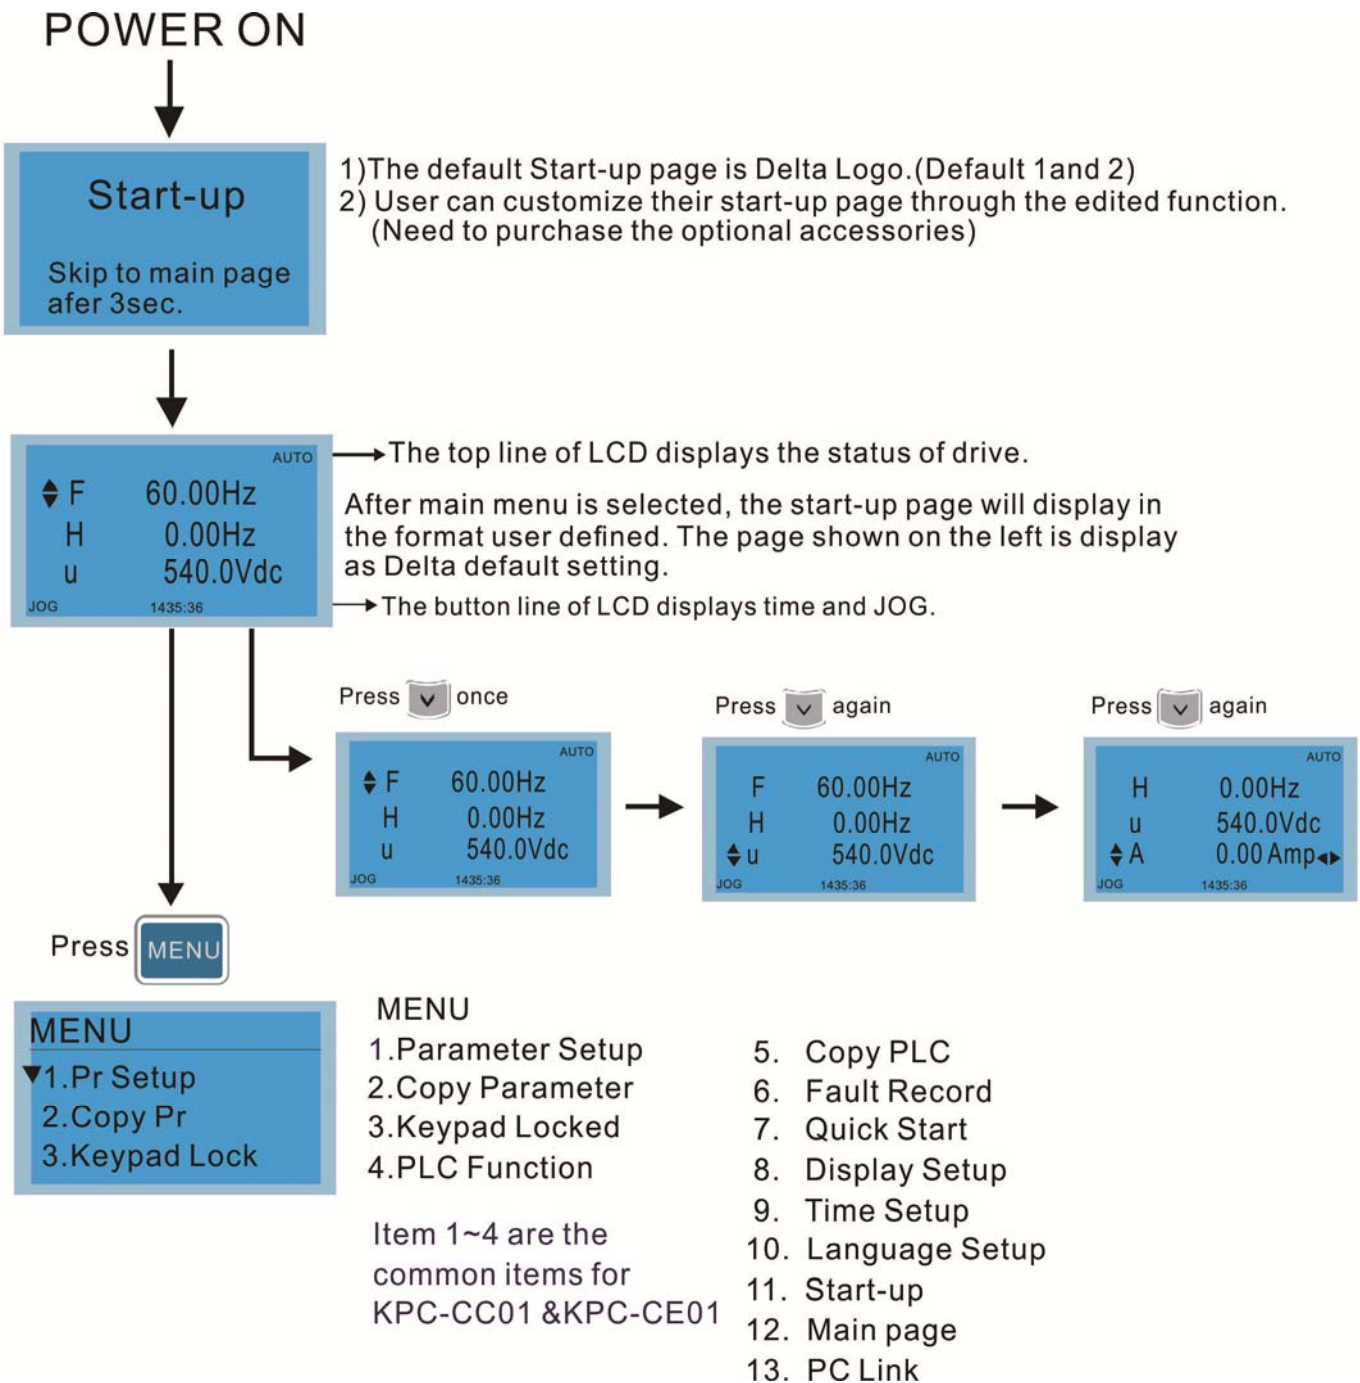 POWER ON
Start-up
Skip to main page
afer 3sec.
1)The default Start-up page is Delta Logo.(Default 1and 2)
2) User can customize their start-up page through the edited function.
(Need to purchase the optional accessories)
AUTO
F 60.00Hz
H 0.00Hz
u 540.0Vdc
JOG 1435:36
The top line of LCD displays the status of drive.
After main menu is selected, the start-up page will display in
the format user defined. The page shown on the left is display
as Delta default setting.
The button line of LCD displays time and JOG.
Press once
AUTO
F 60.00Hz
H 0.00Hz
u 540.0Vdc
JOG 1435:36
Press again
AUTO
F 60.00Hz
H 0.00Hz
u 540.0Vdc
JOG 1435:36
Press again
AUTO
H 0.00Hz
u 540.0Vdc
A 0.00 Amp
JOG 1435:36
Press MENU
MENU
1.Pr Setup
2.Copy Pr
3.Keypad Lock
MENU
1.Parameter Setup
2.Copy Parameter
3.Keypad Locked
4.PLC Function
Item 1~4 are the
common items for
KPC-CC01 &KPC-CE01
5. Copy PLC
6. Fault Record
7. Quick Start
8. Display Setup
9. Time Setup
10. Language Setup
11. Start-up
12. Main page
13. PC Link